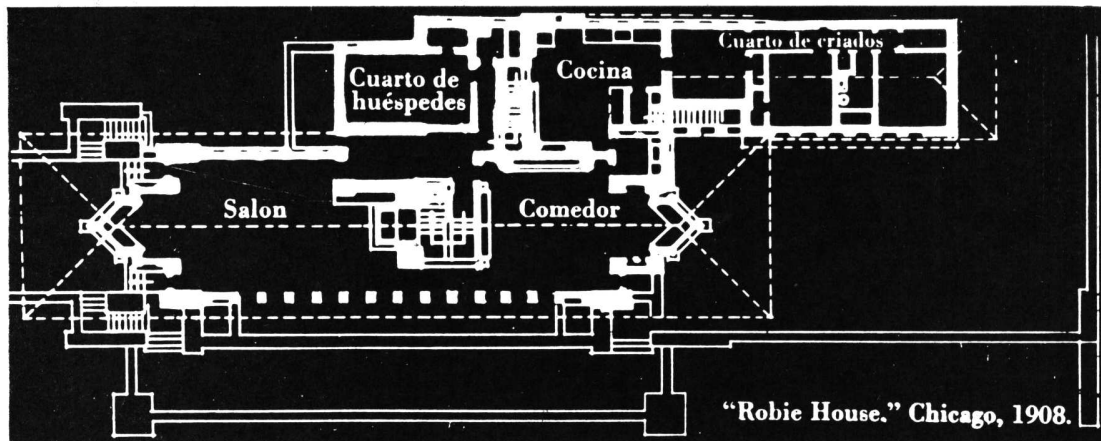 Cuarto de criados
Cuarto de
huéspedes
Cocina
Salon
Comedor
"Robie House." Chicago, 1908.